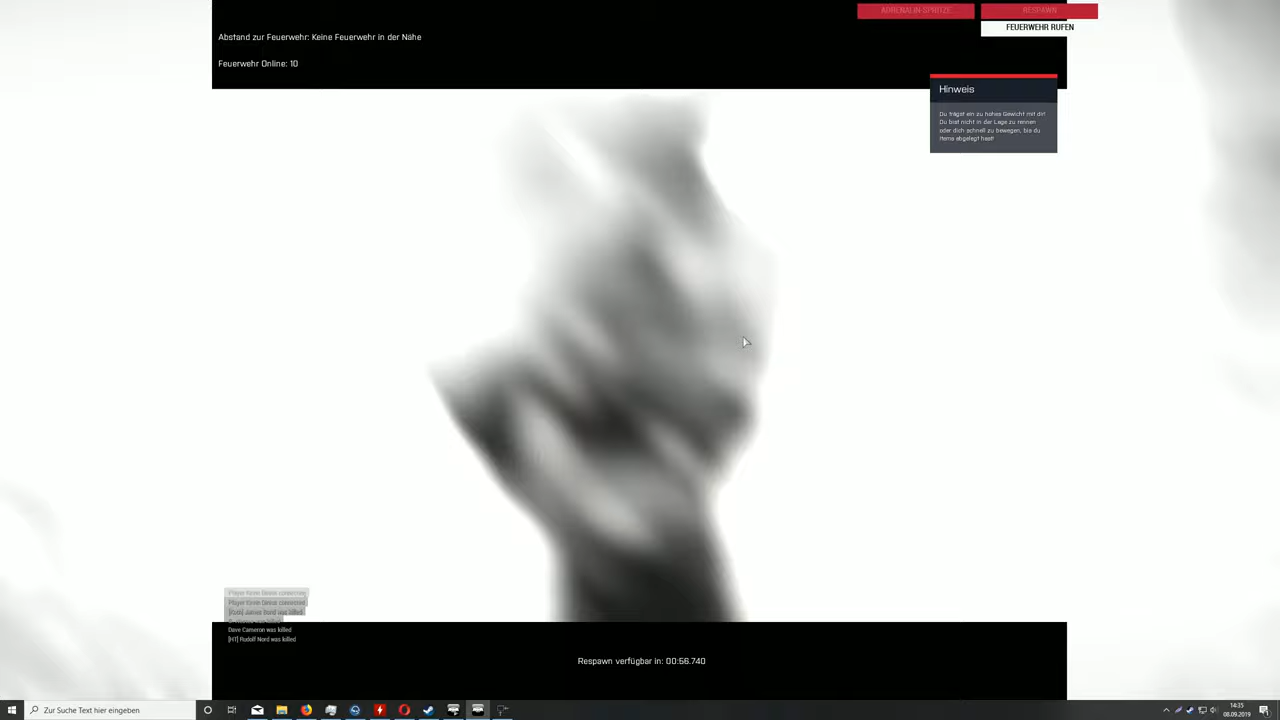 ADRENALIN-SPRITZE
RESPAWN
FEUERWEHR RUFEN
Abstand zur Feuerwehr: Keine Feuerwehr in der Nähe
Feuerwehr Online: 10
Hinweis
Du trägst ein zu hohes Gewicht mit dir!
Du bist nicht in der Lage zu rennen
oder dich schnell zu bewegen, bis du
Items abgelegt hast!
Dave Cameron was killed
[HT] Rudolf Nord was killed
Respawn verfügbar in: 00:56.740
Zur Suche Text hier eingeben
14:35
08.09.2019